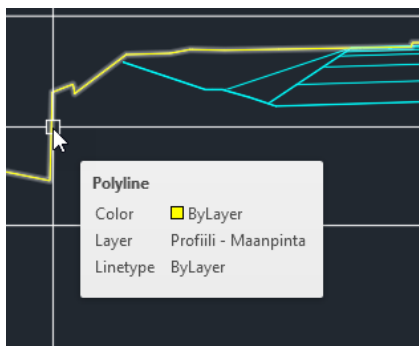 Polyline
Color ByLayer
Layer Profiili - Maanpinta
Linetype ByLayer